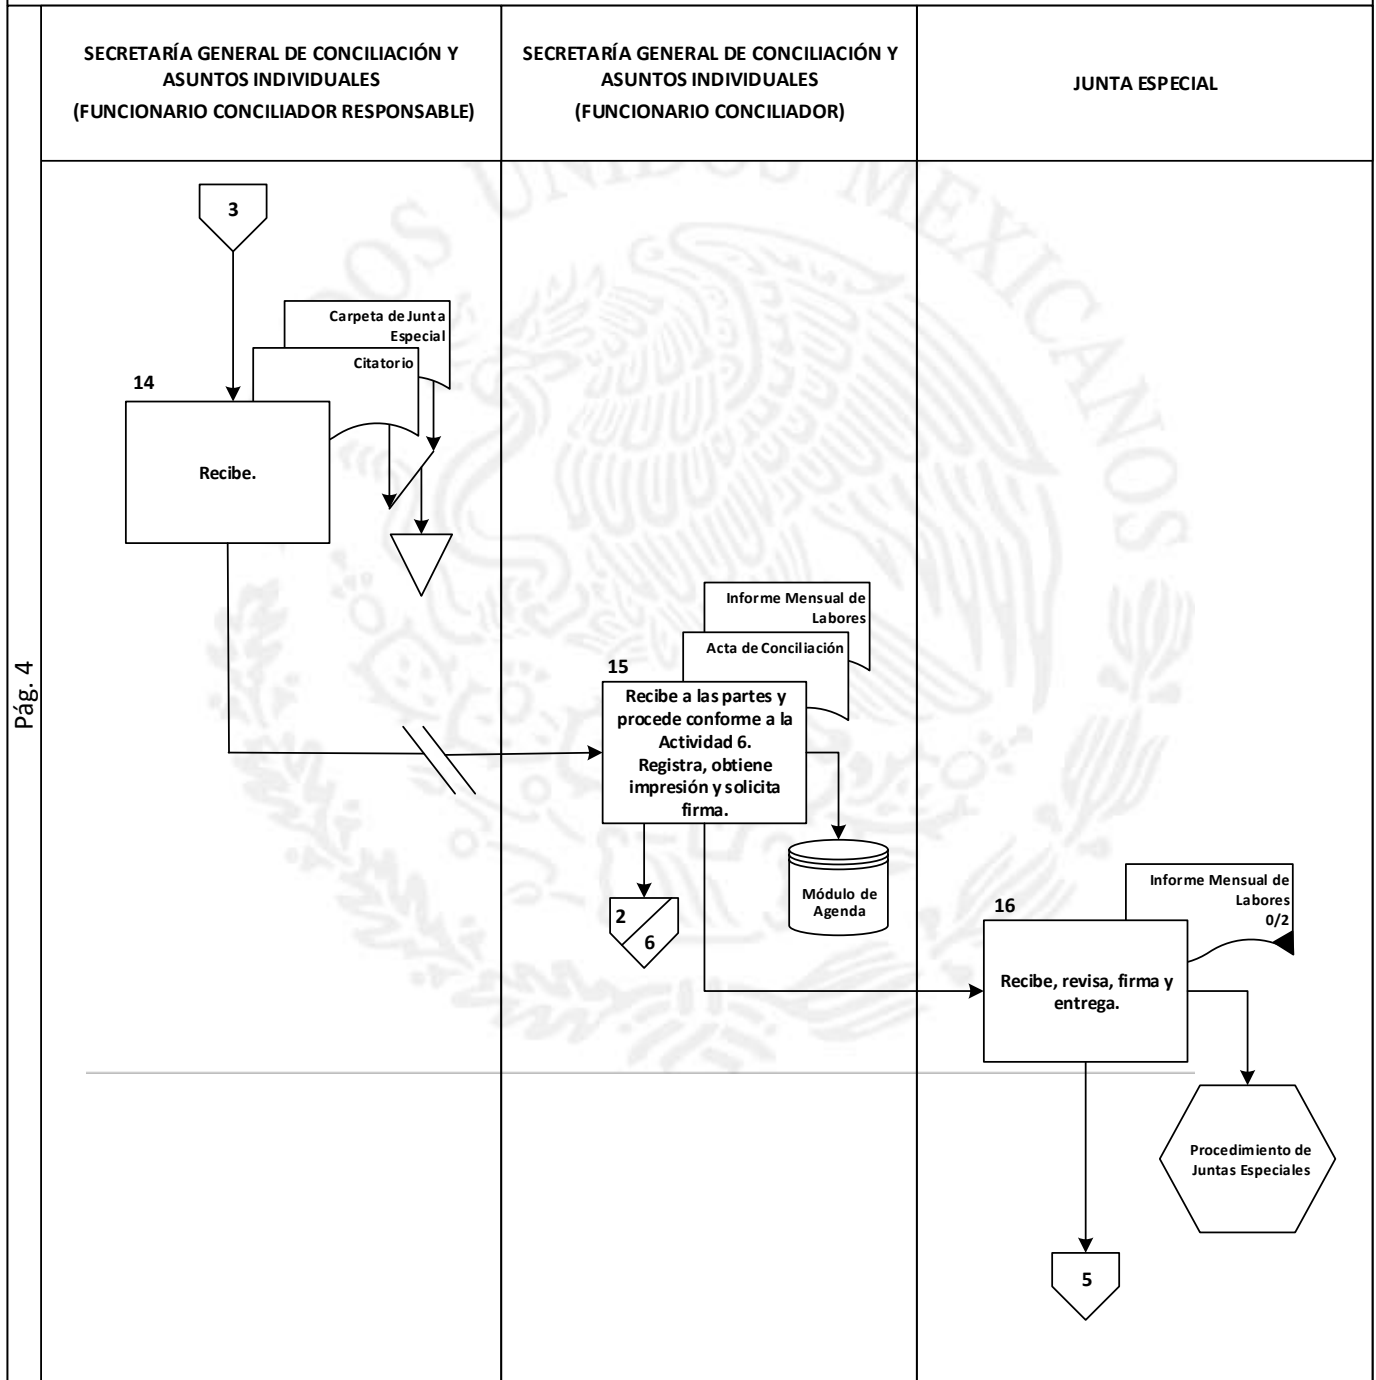 SECRETARÍA GENERAL DE CONCILIACIÓN Y
ASUNTOS INDIVIDUALES
(FUNCIONARIO CONCILIADOR RESPONSABLE)
SECRETARÍA GENERAL DE CONCILIACIÓN Y
ASUNTOS INDIVIDUALES
(FUNCIONARIO CONCILIADOR)
JUNTA ESPECIAL
Pág. 4
3
Carpeta de Junta
Especial
Citatorio
14
Recibe.
Informe Mensual de
Labores
Acta de Conciliación
15
Recibe a las partes y
procede conforme a la
Actividad 6.
Registra, obtiene
impresión y solicita
firma.
Módulo de
Agenda
2
6
Informe Mensual de
Labores
0/2
16
Recibe, revisa, firma y
entrega.
Procedimiento de
Juntas Especiales
5
DOS UNIDOS MEXICANOS